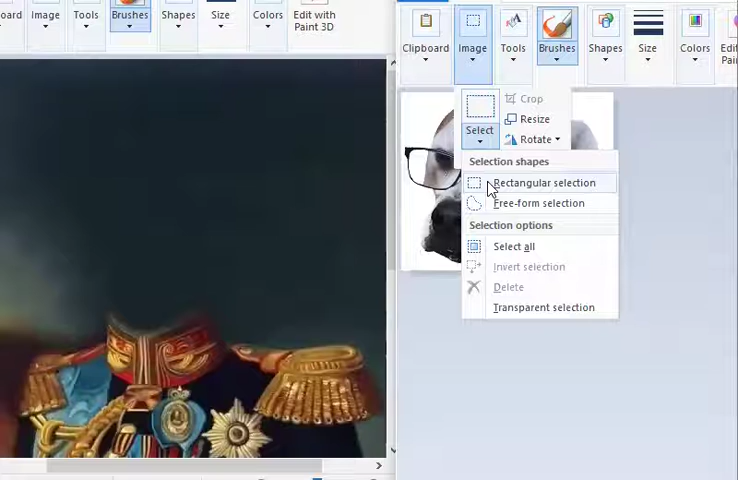 Image
Tools
Brushes
Shapes
Size
Colors
Edit with
Paint 3D
Clipboard
Image
Tools
Brushes
Shapes
Size
Colors
Select
Crop
Resize
Rotate
Selection shapes
Rectangular selection
Free-form selection
Selection options
Select all
Invert selection
Delete
Transparent selection